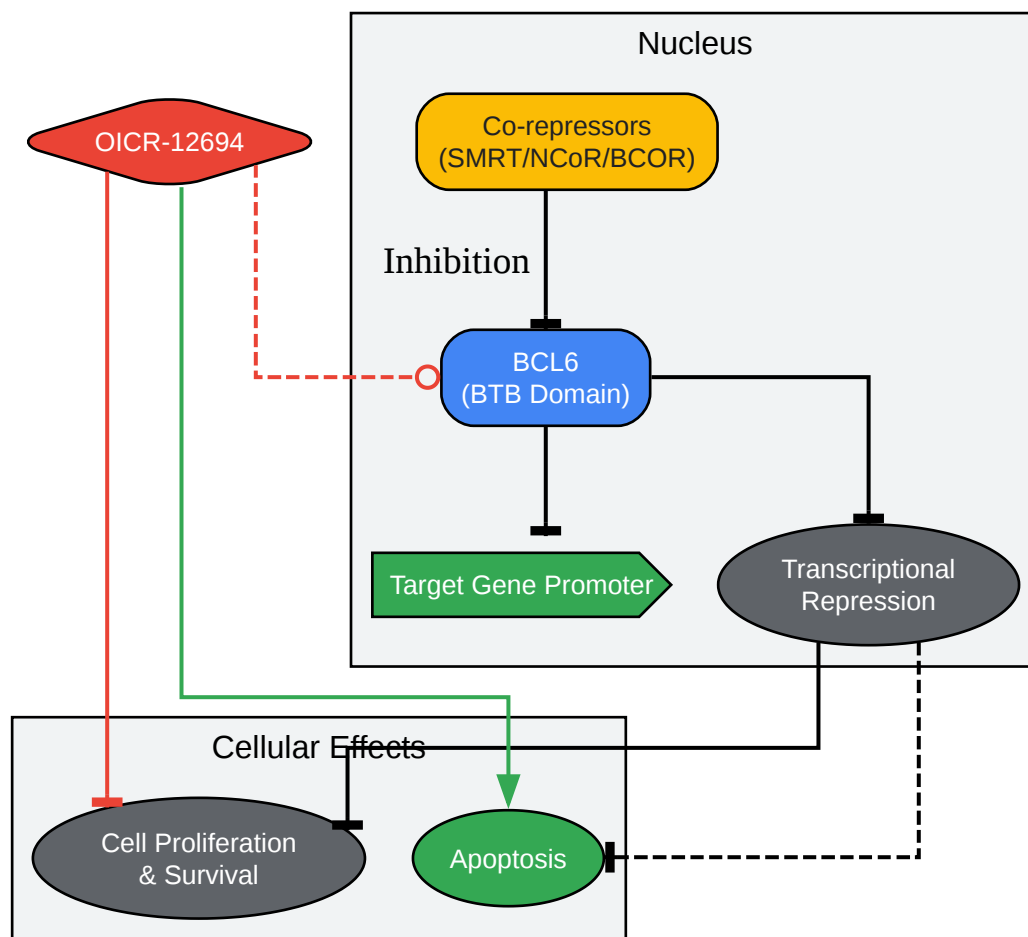 Nucleus
OICR-12694
Co-repressors
(SMRT/NCoR/BCOR)
Inhibition
BCL6
(BTB Domain)
Target Gene Promoter
Transcriptional
Repression
Cellular Effects
Cell Proliferation
& Survival
Apoptosis